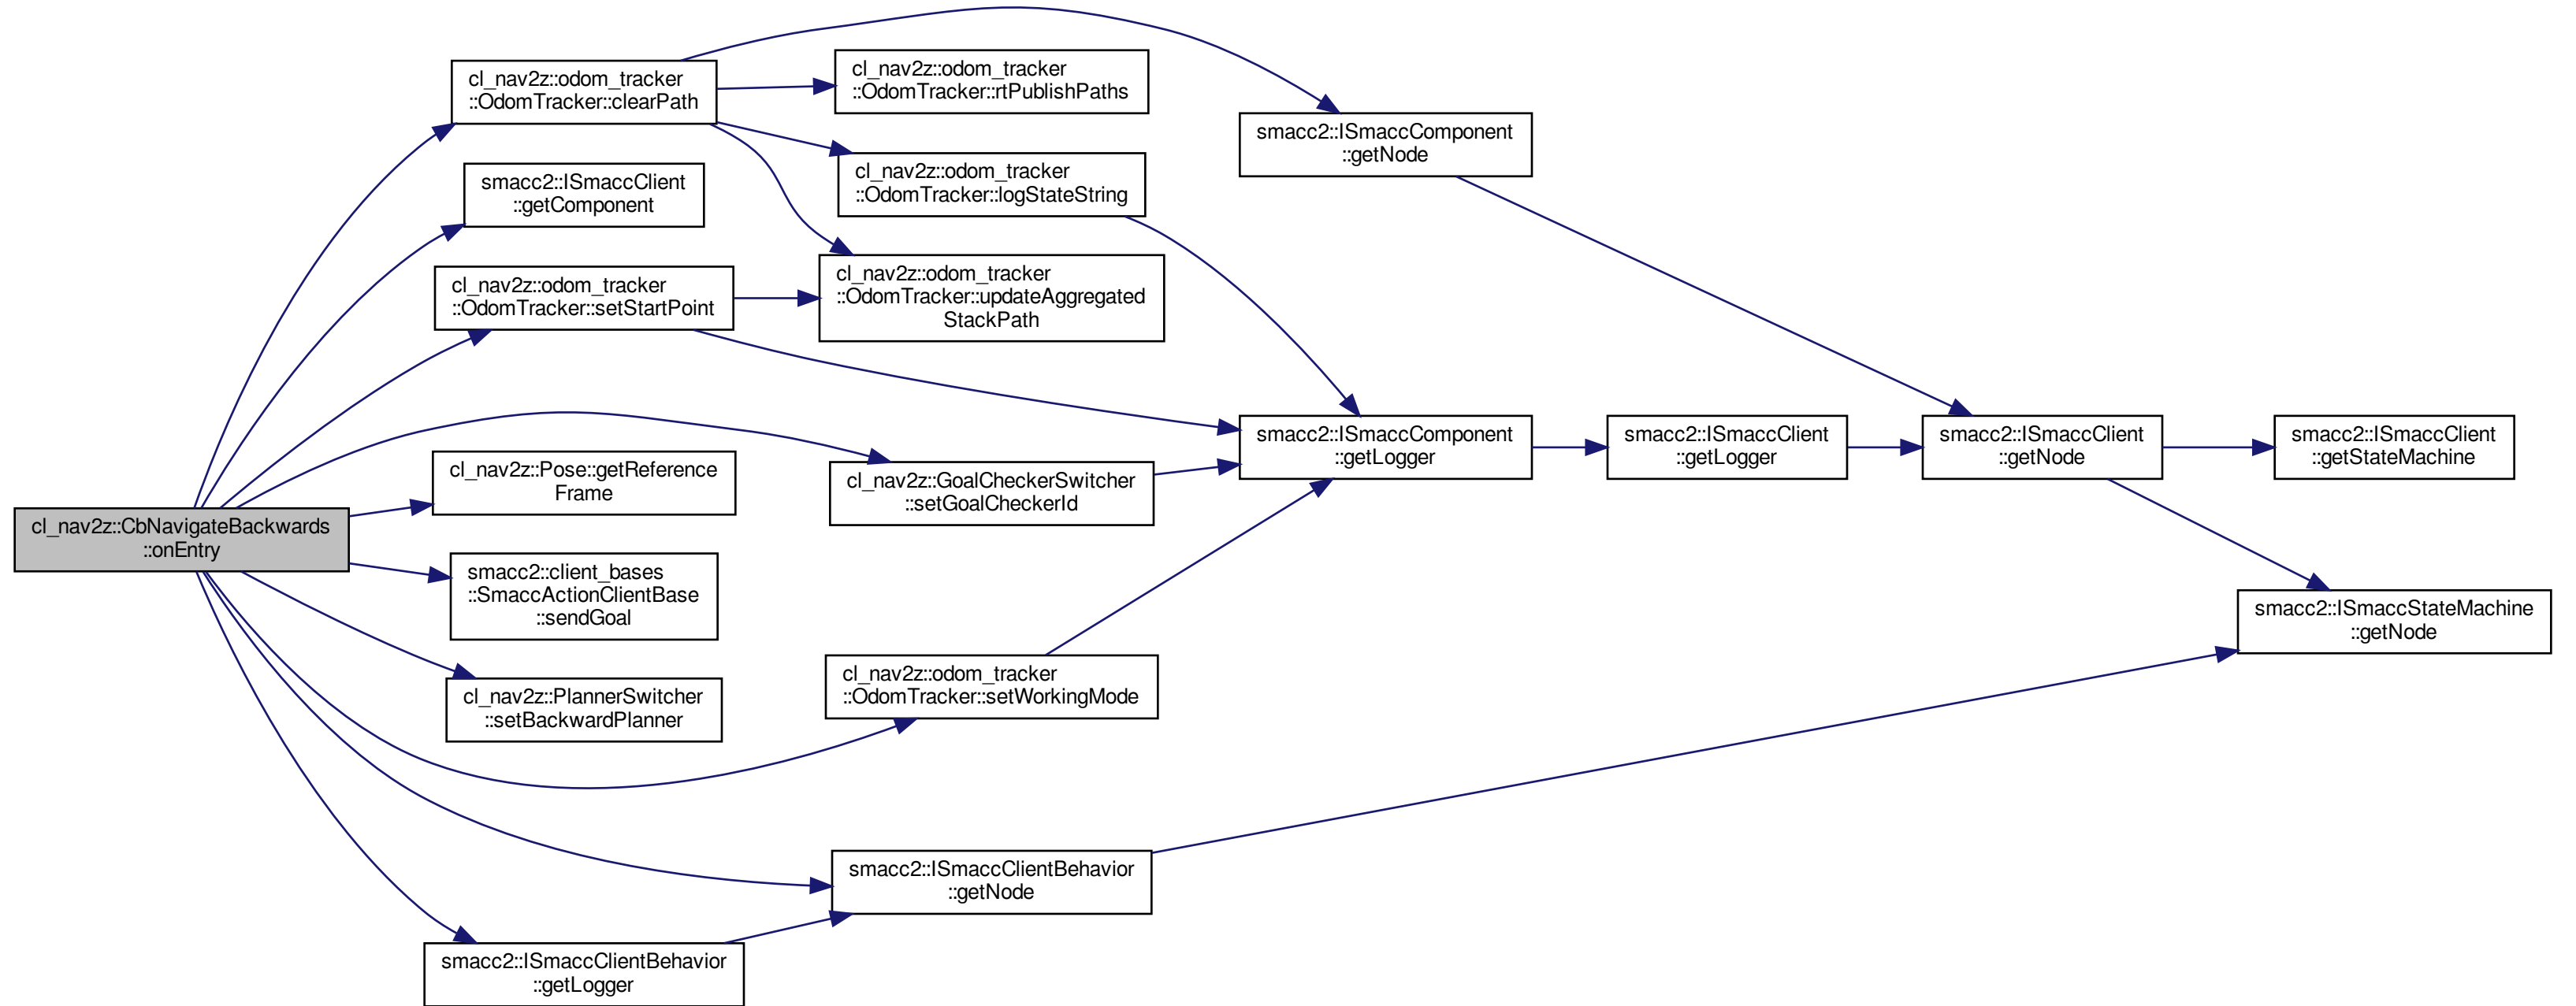 cl_nav2z::CbNavigateBackwards
::onEntry
cl_nav2z::odom_tracker
::OdomTracker::clearPath
smacc2::ISmaccClient
::getComponent
cl_nav2z::odom_tracker
::OdomTracker::setStartPoint
cl_nav2z::Pose::getReference
Frame
smacc2::client_bases
::SmaccActionClientBase
::sendGoal
cl_nav2z::PlannerSwitcher
::setBackwardPlanner
smacc2::ISmaccClientBehavior
::getLogger
cl_nav2z::odom_tracker
::OdomTracker::rtPublishPaths
cl_nav2z::odom_tracker
::OdomTracker::logStateString
cl_nav2z::odom_tracker
::OdomTracker::updateAggregated
StackPath
cl_nav2z::GoalCheckerSwitcher
::setGoalCheckerId
cl_nav2z::odom_tracker
::OdomTracker::setWorkingMode
smacc2::ISmaccClientBehavior
::getNode
smacc2::ISmaccComponent
::getNode
smacc2::ISmaccComponent
::getLogger
smacc2::ISmaccClient
::getLogger
smacc2::ISmaccClient
::getNode
smacc2::ISmaccClient
::getStateMachine
smacc2::ISmaccStateMachine
::getNode